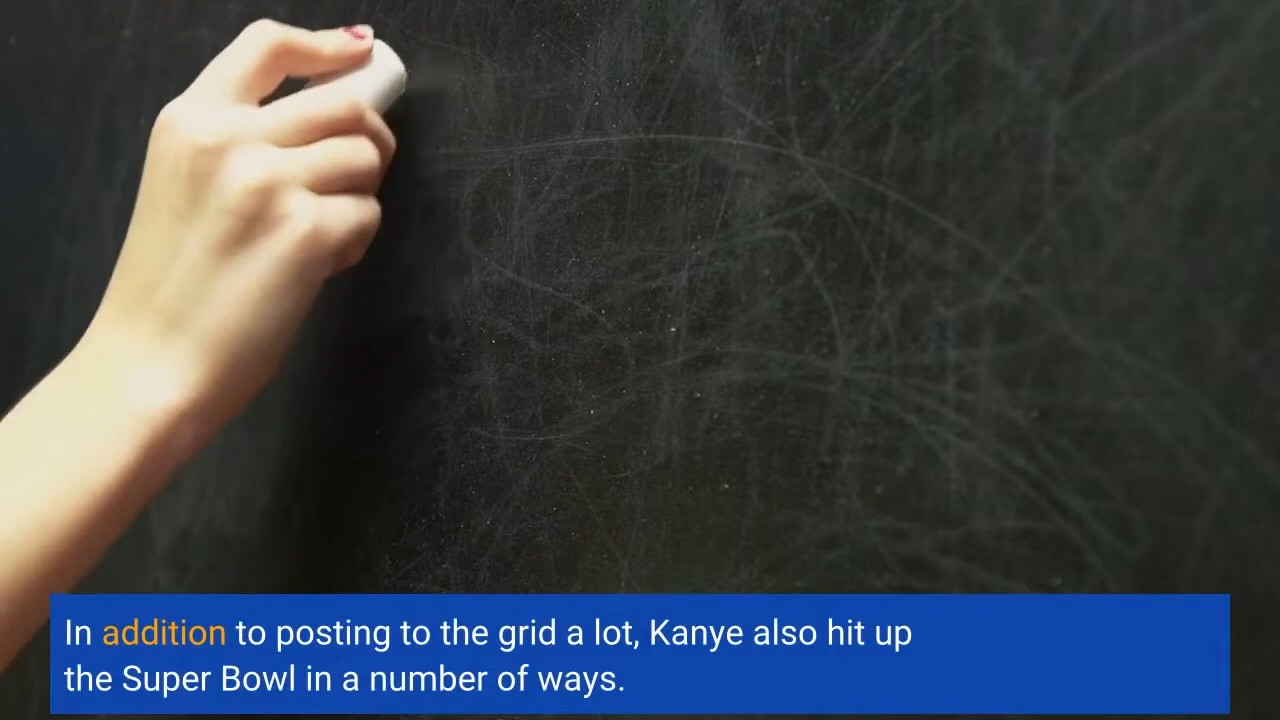 In addition to posting to the grid a lot, Kanye also hit up
the Super Bowl in a number of ways.